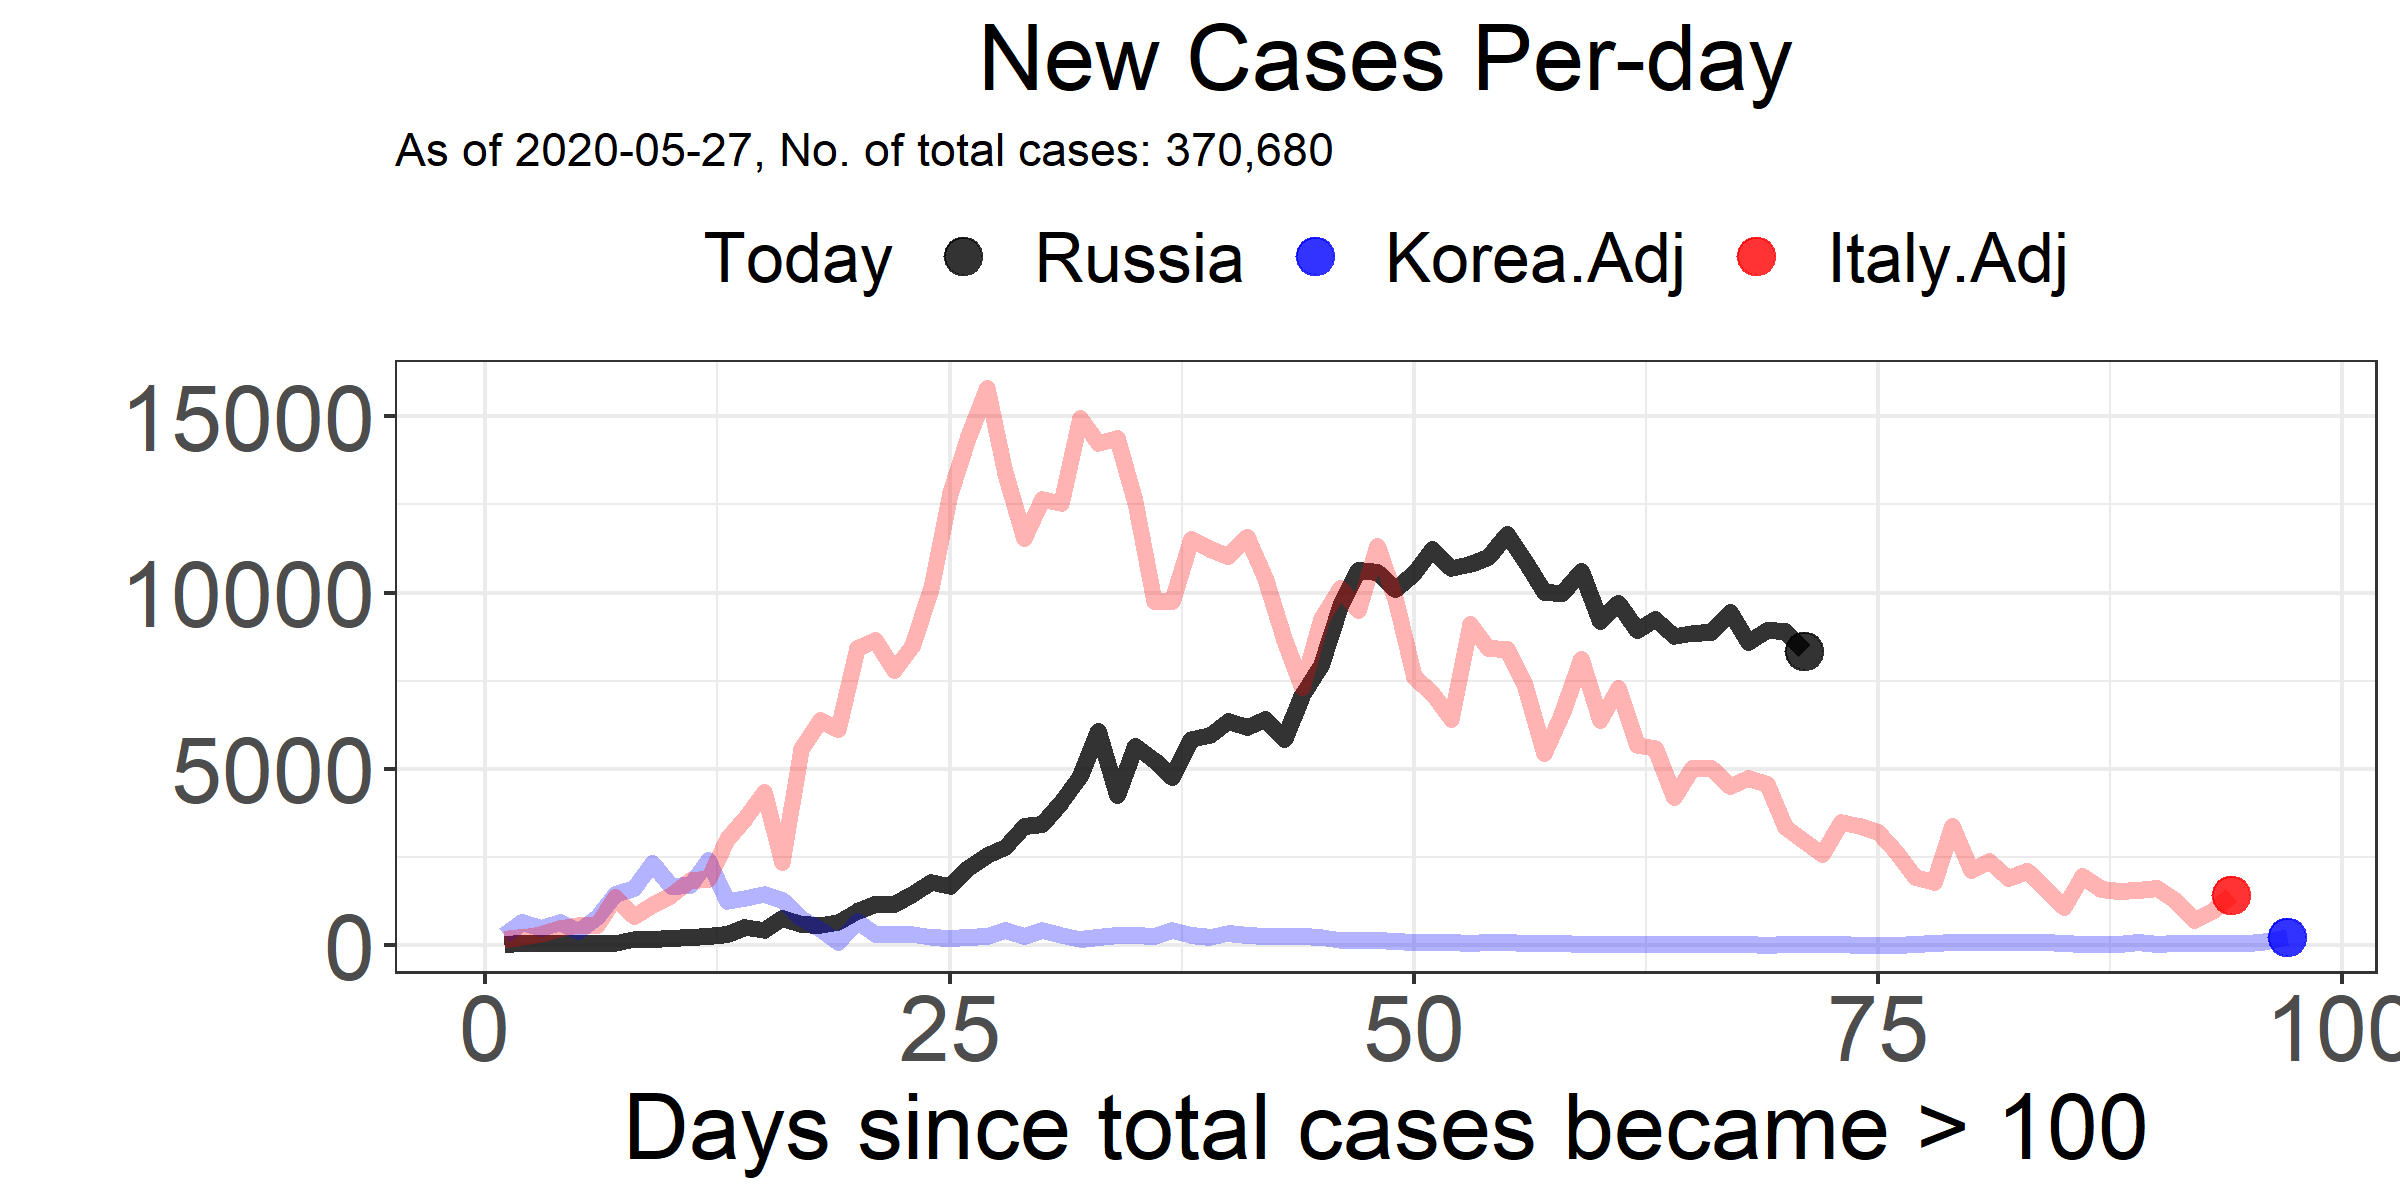 New Cases Per-day
As of 2020-05-27, No. of total cases: 370,680
Today Russia Korea.Adj Italy.Adj
15000
10000
5000
0
0 25 50 75 100
Days since total cases became > 100